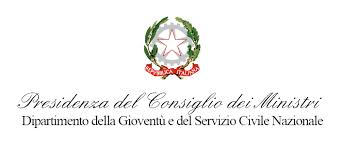 REPVBBLICA ITALIANA
Presidenza del Consiglio dei Ministri
Dipartimento della Gioventù e del Servizio Civile Nazionale